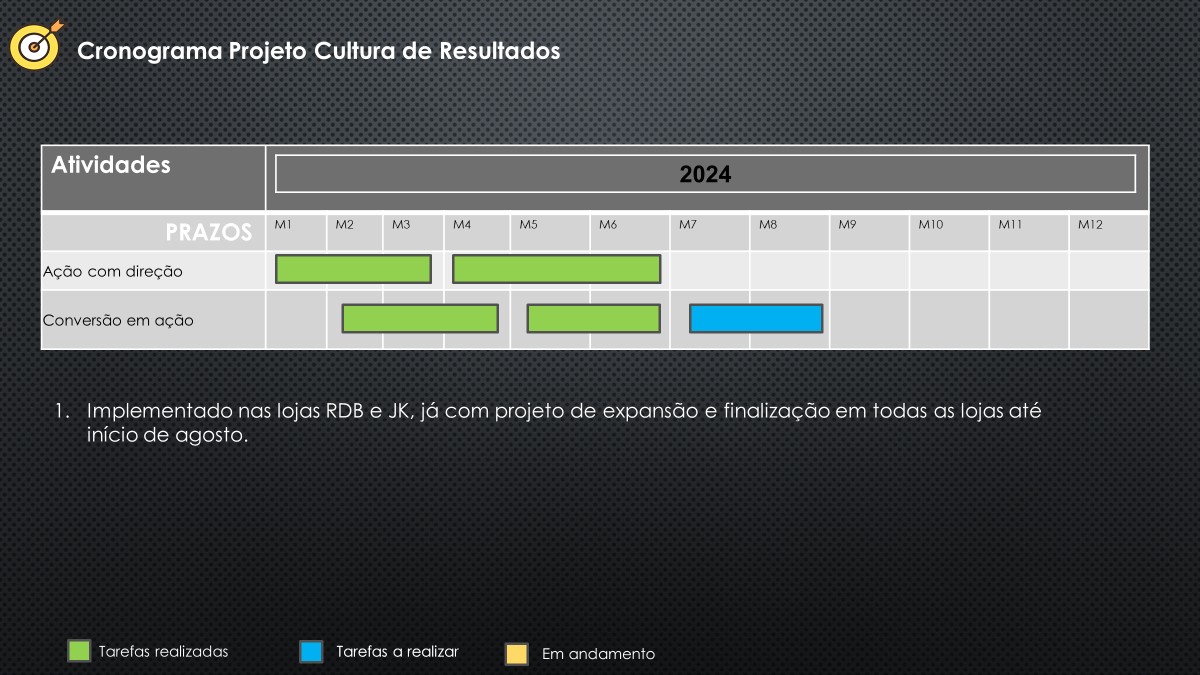 Cronograma Projeto Cultura de Resultados
Atividades
2024
PRAZOS
M1 M2 M3 M4 M5 M6 M7 M8 M9 M10 M11 M12
Ação com direção
Conversão em ação
1. Implementado nas lojas RDB e JK, já com projeto de expansão e finalização em todas as lojas até
início de agosto.
Tarefas realizadas
Tarefas a realizar
Em andamento